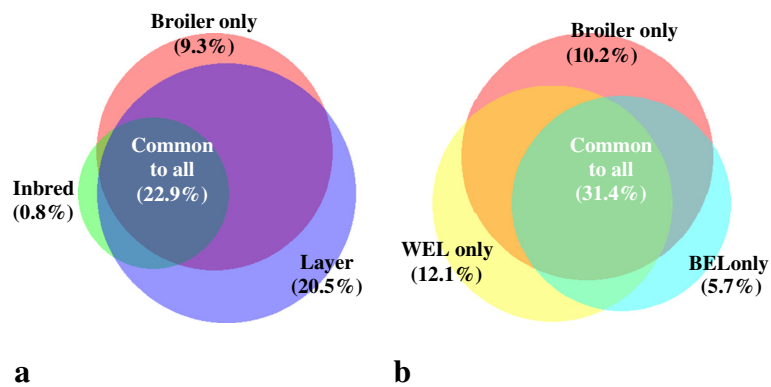 Broiler only
(9.3%)
Common
to all
(22.9%)
Inbred
(0.8%)
Layer
(20.5%)
a
Broiler only
(10.2%)
Common
to all
(31.4%)
WEL only
(12.1%)
BELonly
(5.7%)
b